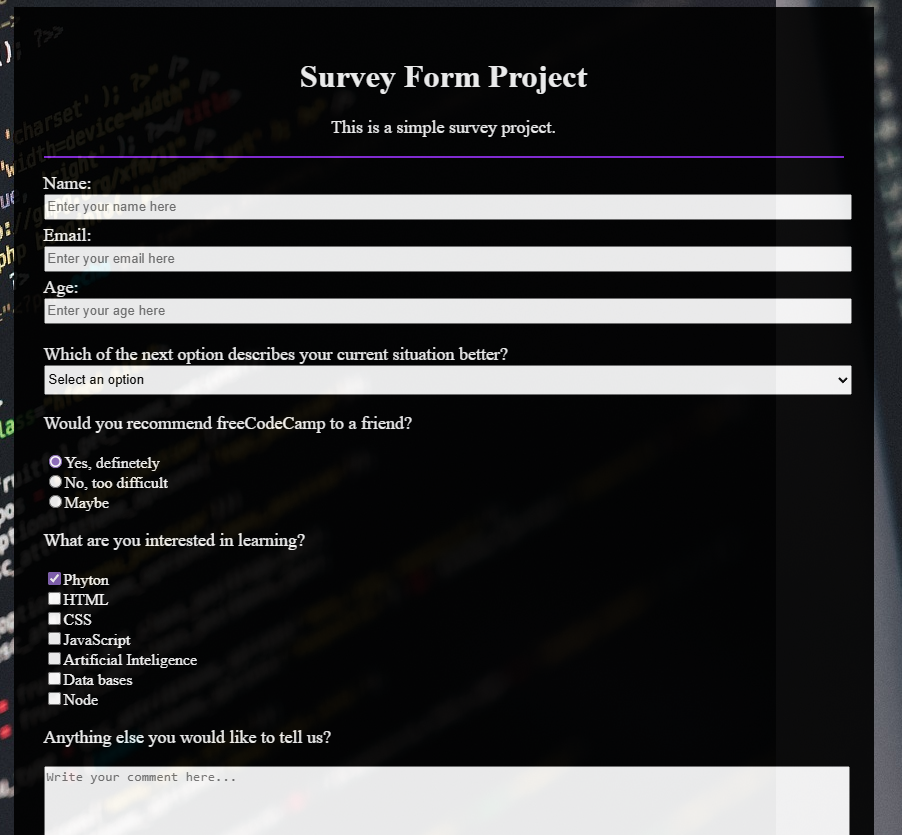 Survey Form Project
This is a simple survey project.
Name:
Enter your name here
Email:
Enter your email here
Age:
Enter your age here
Which of the next option describes your current situation better?
Select an option
Would you recommend freeCodeCamp to a friend?
Yes, definetely
No, too difficult
Maybe
What are you interested in learning?
Phyton
HTML
CSS
JavaScript
Artificial Inteligence
Data bases
Node
Anything else you would like to tell us?
Write your comment here...